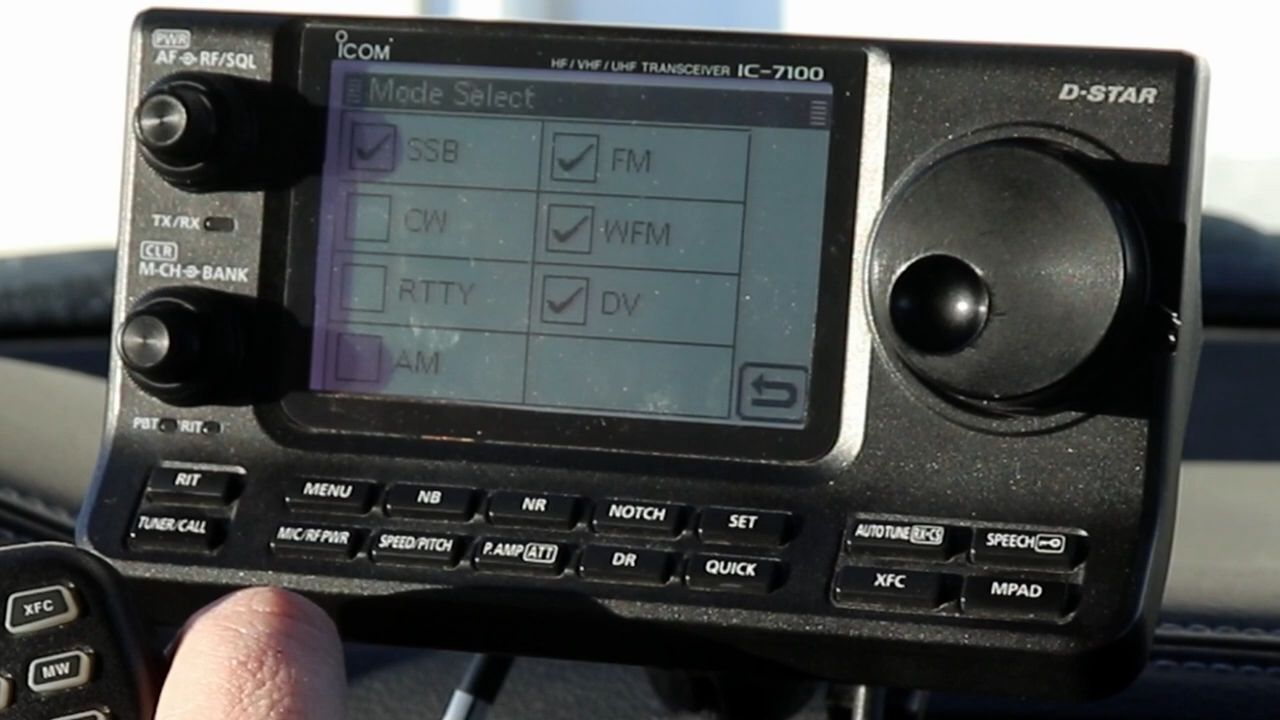 PWR
AF RF/SQL
ICOM
HF/VHF/UHF TRANSCEIVER IC-7100
D-STAR
Mode Select
SSB
FM
CW
WFM
RTTY
DV
AM
TX/RX
CLR
M-CH BANK
PBT RIT
RIT
MENU
NB
NR
NOTCH
SET
AUTOTUNE RX-CS
SPEECH
TUNER/CALL
MIC/RF PWR
SPEED/PITCH
P.AMP ATT
DR
QUICK
XFC
MPAD
XFC
MW